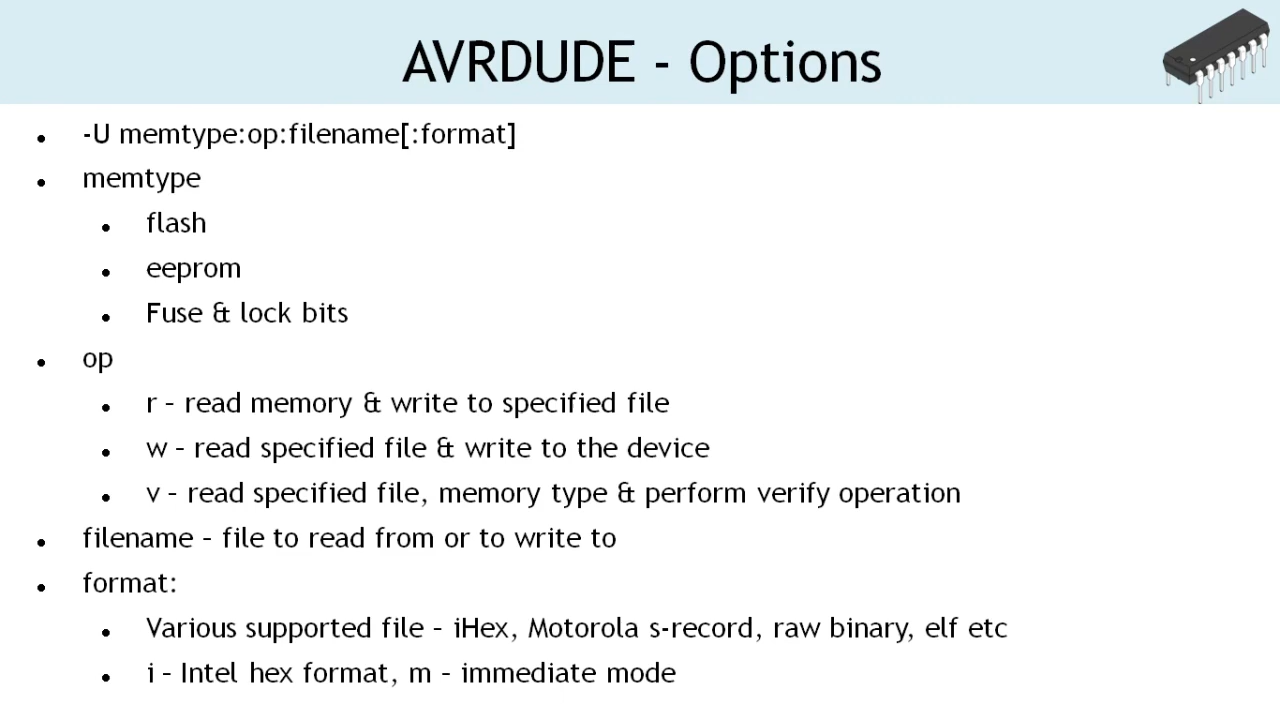 AVRDUDE - Options
• -U memtype:op:filename[:format]
• memtype
• flash
• eeprom
• Fuse & lock bits
• op
• r – read memory & write to specified file
• w – read specified file & write to the device
• v – read specified file, memory type & perform verify operation
• filename – file to read from or to write to
• format:
• Various supported file – iHex, Motorola s-record, raw binary, elf etc
• i – Intel hex format, m – immediate mode